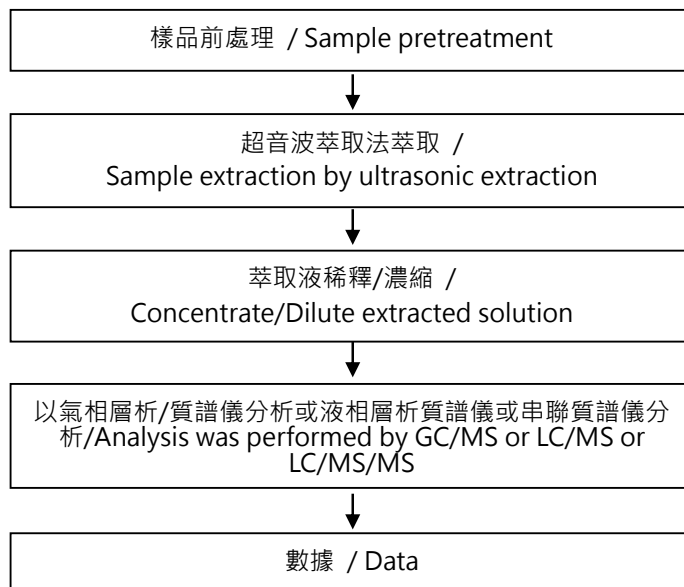 樣品前處理 / Sample pretreatment
超音波萃取法萃取 /
Sample extraction by ultrasonic extraction
萃取液稀釋/濃縮 /
Concentrate/Dilute extracted solution
以氣相層析/質譜儀分析或液相層析質譜儀或串聯質譜儀分
析/Analysis was performed by GC/MS or LC/MS or
LC/MS/MS
數據 / Data